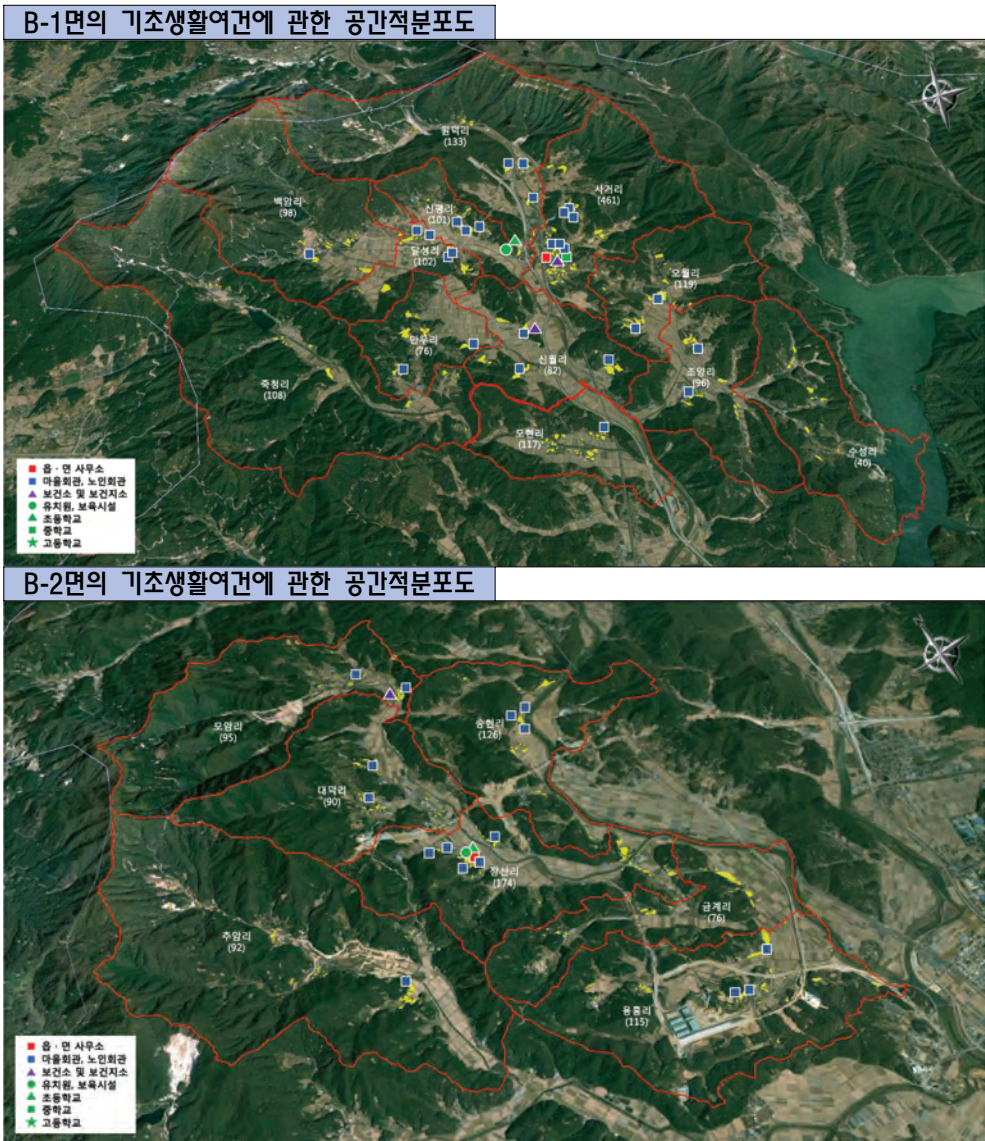 B-1면의 기초생활여건에 관한 공간적분포도
원덕리
(133)
사거리
(461)
백암리
(98)
신평리
(101)
달성리
(102)
오월리
(119)
만무리
(76)
신월리
(82)
조양리
(96)
죽청리
(108)
모현리
(117)
수성리
(40)
읍·면 사무소
마을회관, 노인회관
보건소 및 보건지소
유치원, 보육시설
초등학교
중학교
고등학교
B-2면의 기초생활여건에 관한 공간적분포도
모암리
(95)
송현리
(126)
대덕리
(90)
장산리
(174)
금계리
(76)
추암리
(92)
용흥리
(115)
읍·면 사무소
마을회관, 노인회관
보건소 및 보건지소
유치원, 보육시설
초등학교
중학교
고등학교